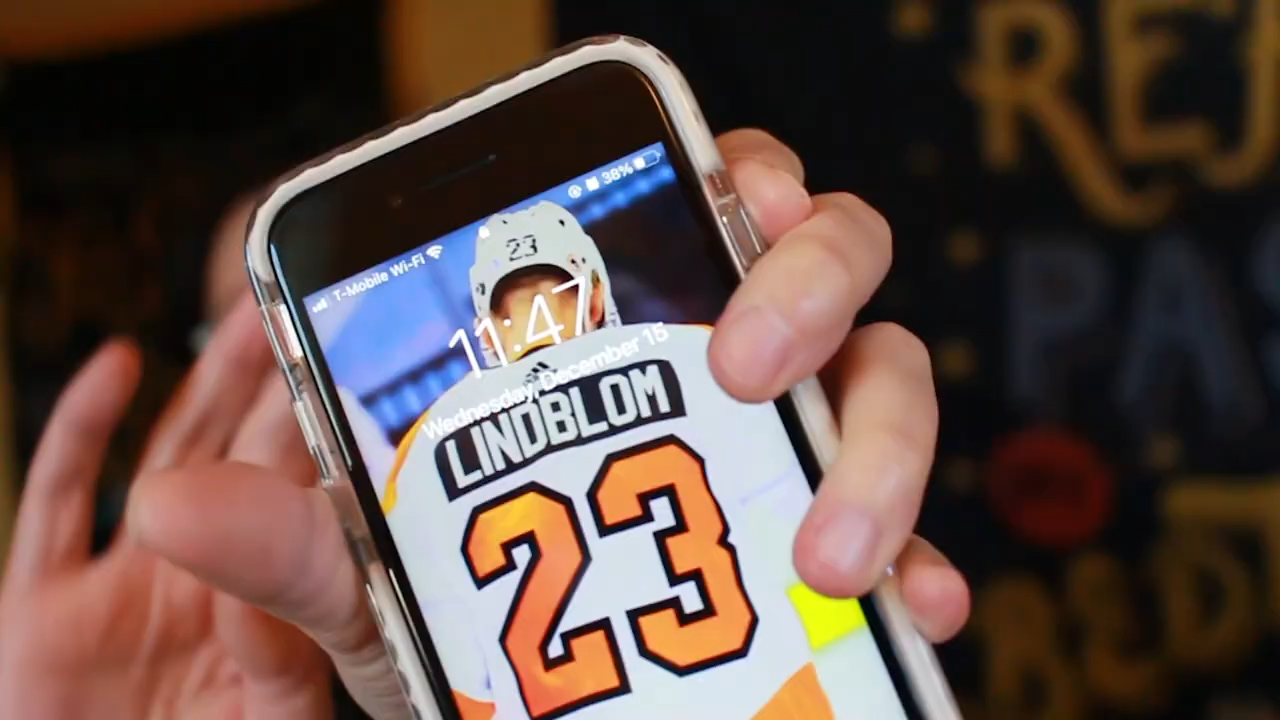 T-Mobile Wi-Fi 38%
23
11:47
Wednesday, December 15
LINDBLOM
23